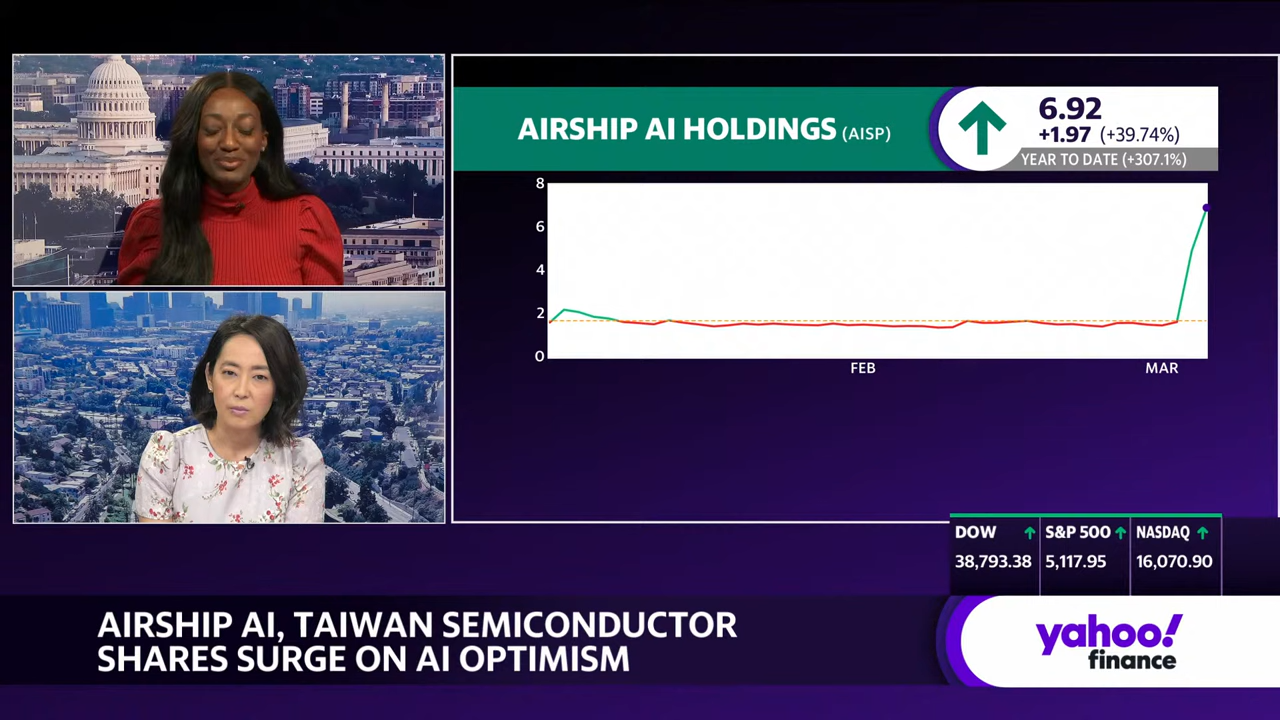 AIRSHIP AI HOLDINGS (AISP)
6.92
+1.97 (+39.74%)
YEAR TO DATE (+307.1%)
8
6
4
2
0
FEB MAR
DOW S&P 500 NASDAQ
38,793.38 5,117.95 16,070.90
AIRSHIP AI, TAIWAN SEMICONDUCTOR
SHARES SURGE ON AI OPTIMISM
yahoo!
finance